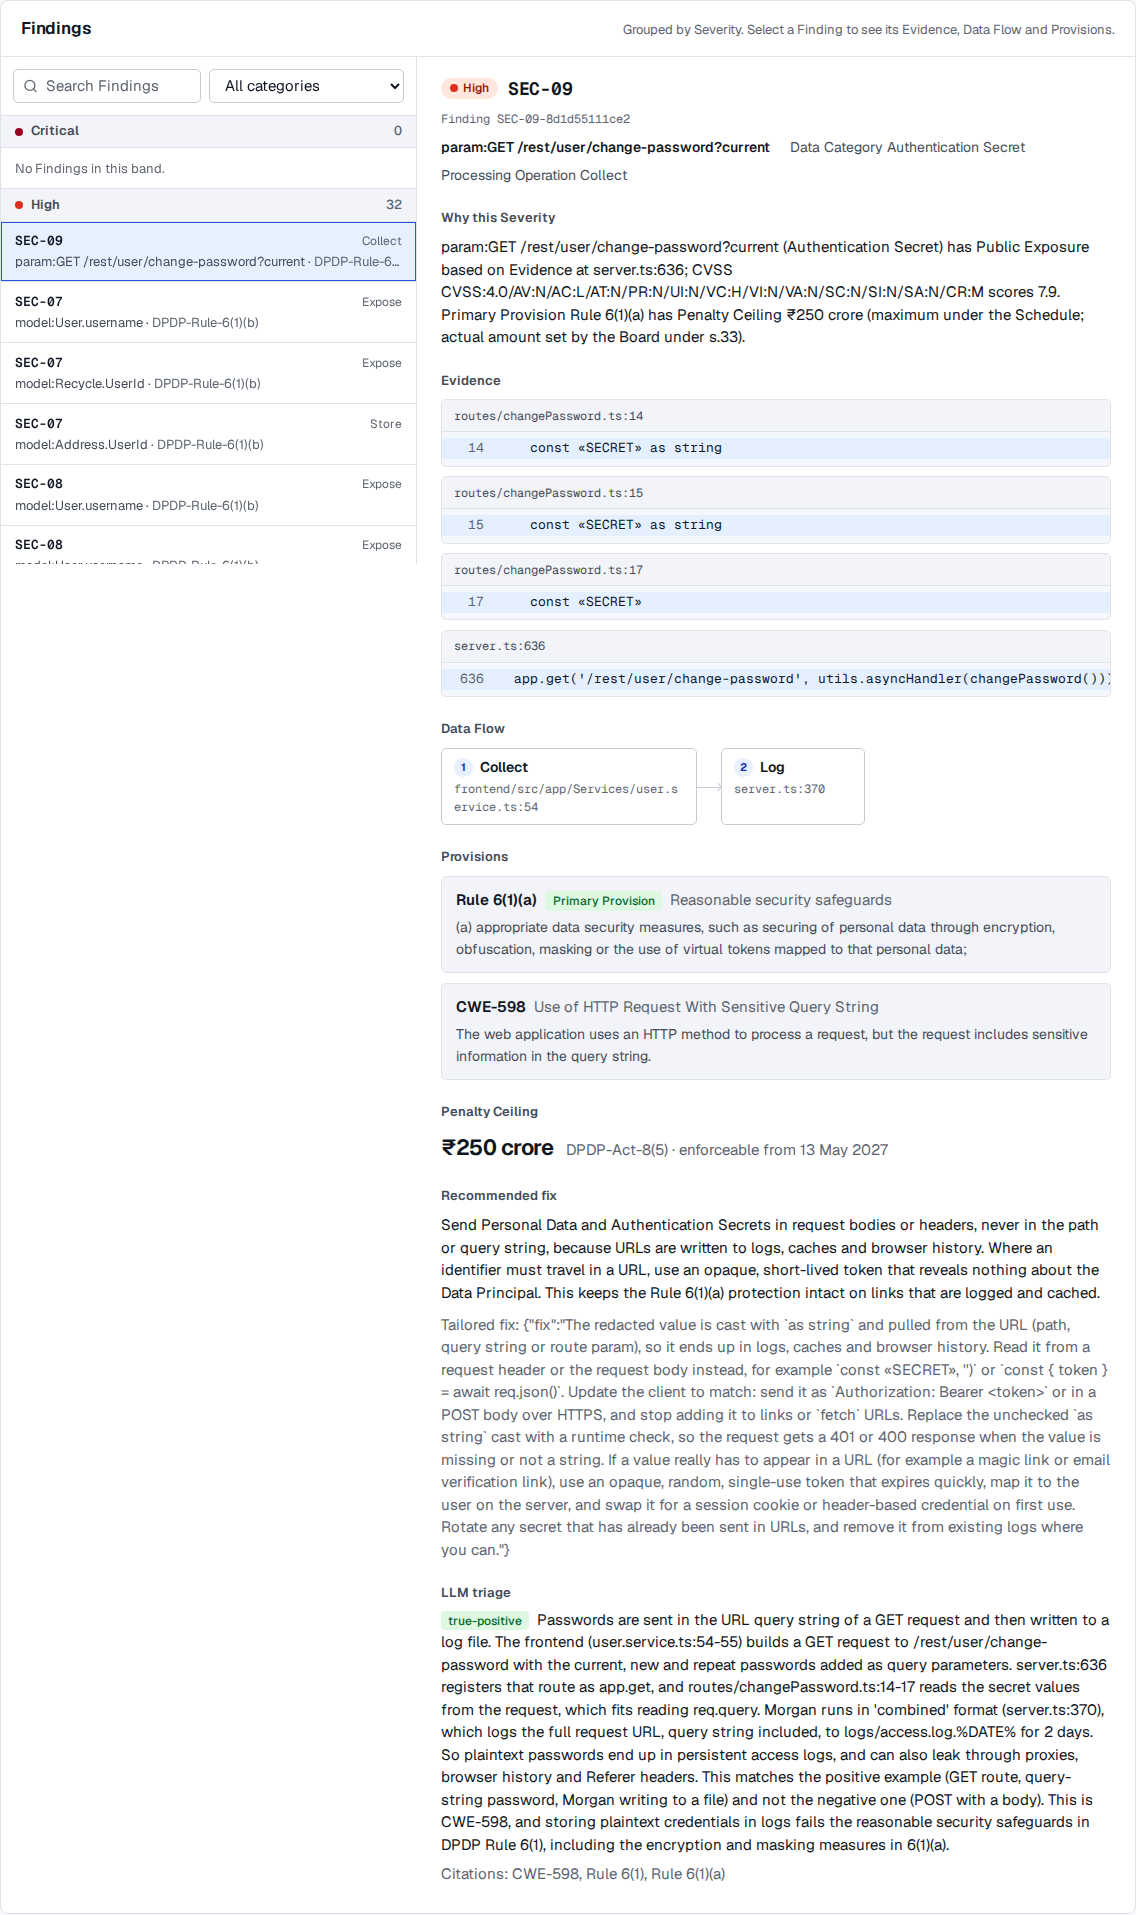 Findings
Grouped by Severity. Select a Finding to see its Evidence, Data Flow and Provisions.
Search Findings
All categories
Critical 0
No Findings in this band.
High 32
SEC-09 Collect
param:GET /rest/user/change-password?current · DPDP-Rule-6...
SEC-07 Expose
model:User.username · DPDP-Rule-6(1)(b)
SEC-07 Expose
model:Recycle.UserId · DPDP-Rule-6(1)(b)
SEC-07 Store
model:Address.UserId · DPDP-Rule-6(1)(b)
SEC-08 Expose
model:User.username · DPDP-Rule-6(1)(b)
SEC-08 Expose
model:User.username · DPDP-Rule-6(1)(b)
High SEC-09
Finding SEC-09-8d1d55111ce2
param:GET /rest/user/change-password?current Data Category Authentication Secret
Processing Operation Collect
Why this Severity
param:GET /rest/user/change-password?current (Authentication Secret) has Public Exposure
based on Evidence at server.ts:636; CVSS
CVSS:4.0/AV:N/AC:L/AT:N/PR:N/UI:N/VC:H/VI:N/VA:N/SC:N/SI:N/SA:N/CR:M scores 7.9.
Primary Provision Rule 6(1)(a) has Penalty Ceiling ₹250 crore (maximum under the Schedule;
actual amount set by the Board under s.33).
Evidence
routes/changePassword.ts:14
14 const «SECRET» as string
routes/changePassword.ts:15
15 const «SECRET» as string
routes/changePassword.ts:17
17 const «SECRET»
server.ts:636
636 app.get('/rest/user/change-password', utils.asyncHandler(changePassword()))
Data Flow
1 Collect
frontend/src/app/Services/user.s
ervice.ts:54
2 Log
server.ts:370
Provisions
Rule 6(1)(a) Primary Provision Reasonable security safeguards
(a) appropriate data security measures, such as securing of personal data through encryption,
obfuscation, masking or the use of virtual tokens mapped to that personal data;
CWE-598 Use of HTTP Request With Sensitive Query String
The web application uses an HTTP method to process a request, but the request includes sensitive
information in the query string.
Penalty Ceiling
₹250 crore DPDP-Act-8(5) · enforceable from 13 May 2027
Recommended fix
Send Personal Data and Authentication Secrets in request bodies or headers, never in the path
or query string, because URLs are written to logs, caches and browser history. Where an
identifier must travel in a URL, use an opaque, short-lived token that reveals nothing about the
Data Principal. This keeps the Rule 6(1)(a) protection intact on links that are logged and cached.
Tailored fix: {"fix":"The redacted value is cast with `as string` and pulled from the URL (path,
query string or route param), so it ends up in logs, caches and browser history. Read it from a
request header or the request body instead, for example `const «SECRET», '')` or `const { token }
= await req.json()`. Update the client to match: send it as `Authorization: Bearer <token>` or in a
POST body over HTTPS, and stop adding it to links or `fetch` URLs. Replace the unchecked `as
string` cast with a runtime check, so the request gets a 401 or 400 response when the value is
missing or not a string. If a value really has to appear in a URL (for example a magic link or email
verification link), use an opaque, random, single-use token that expires quickly, map it to the
user on the server, and swap it for a session cookie or header-based credential on first use.
Rotate any secret that has already been sent in URLs, and remove it from existing logs where
you can."}
LLM triage
true-positive Passwords are sent in the URL query string of a GET request and then written to a
log file. The frontend (user.service.ts:54-55) builds a GET request to /rest/user/change-
password with the current, new and repeat passwords added as query parameters. server.ts:636
registers that route as app.get, and routes/changePassword.ts:14-17 reads the secret values
from the request, which fits reading req.query. Morgan runs in 'combined' format (server.ts:370),
which logs the full request URL, query string included, to logs/access.log.%DATE% for 2 days.
So plaintext passwords end up in persistent access logs, and can also leak through proxies,
browser history and Referer headers. This matches the positive example (GET route, query-
string password, Morgan writing to a file) and not the negative one (POST with a body). This is
CWE-598, and storing plaintext credentials in logs fails the reasonable security safeguards in
DPDP Rule 6(1), including the encryption and masking measures in 6(1)(a).
Citations: CWE-598, Rule 6(1), Rule 6(1)(a)